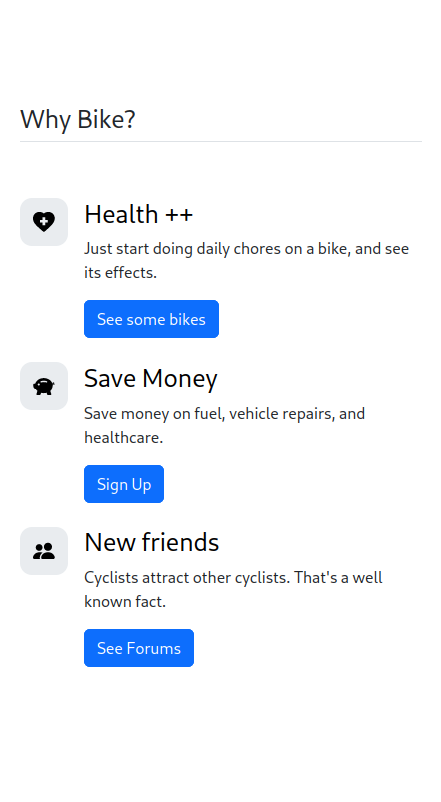 Why Bike?
Health ++
Just start doing daily chores on a bike, and see
its effects.
See some bikes
Save Money
Save money on fuel, vehicle repairs, and
healthcare.
Sign Up
New friends
Cyclists attract other cyclists. That's a well
known fact.
See Forums